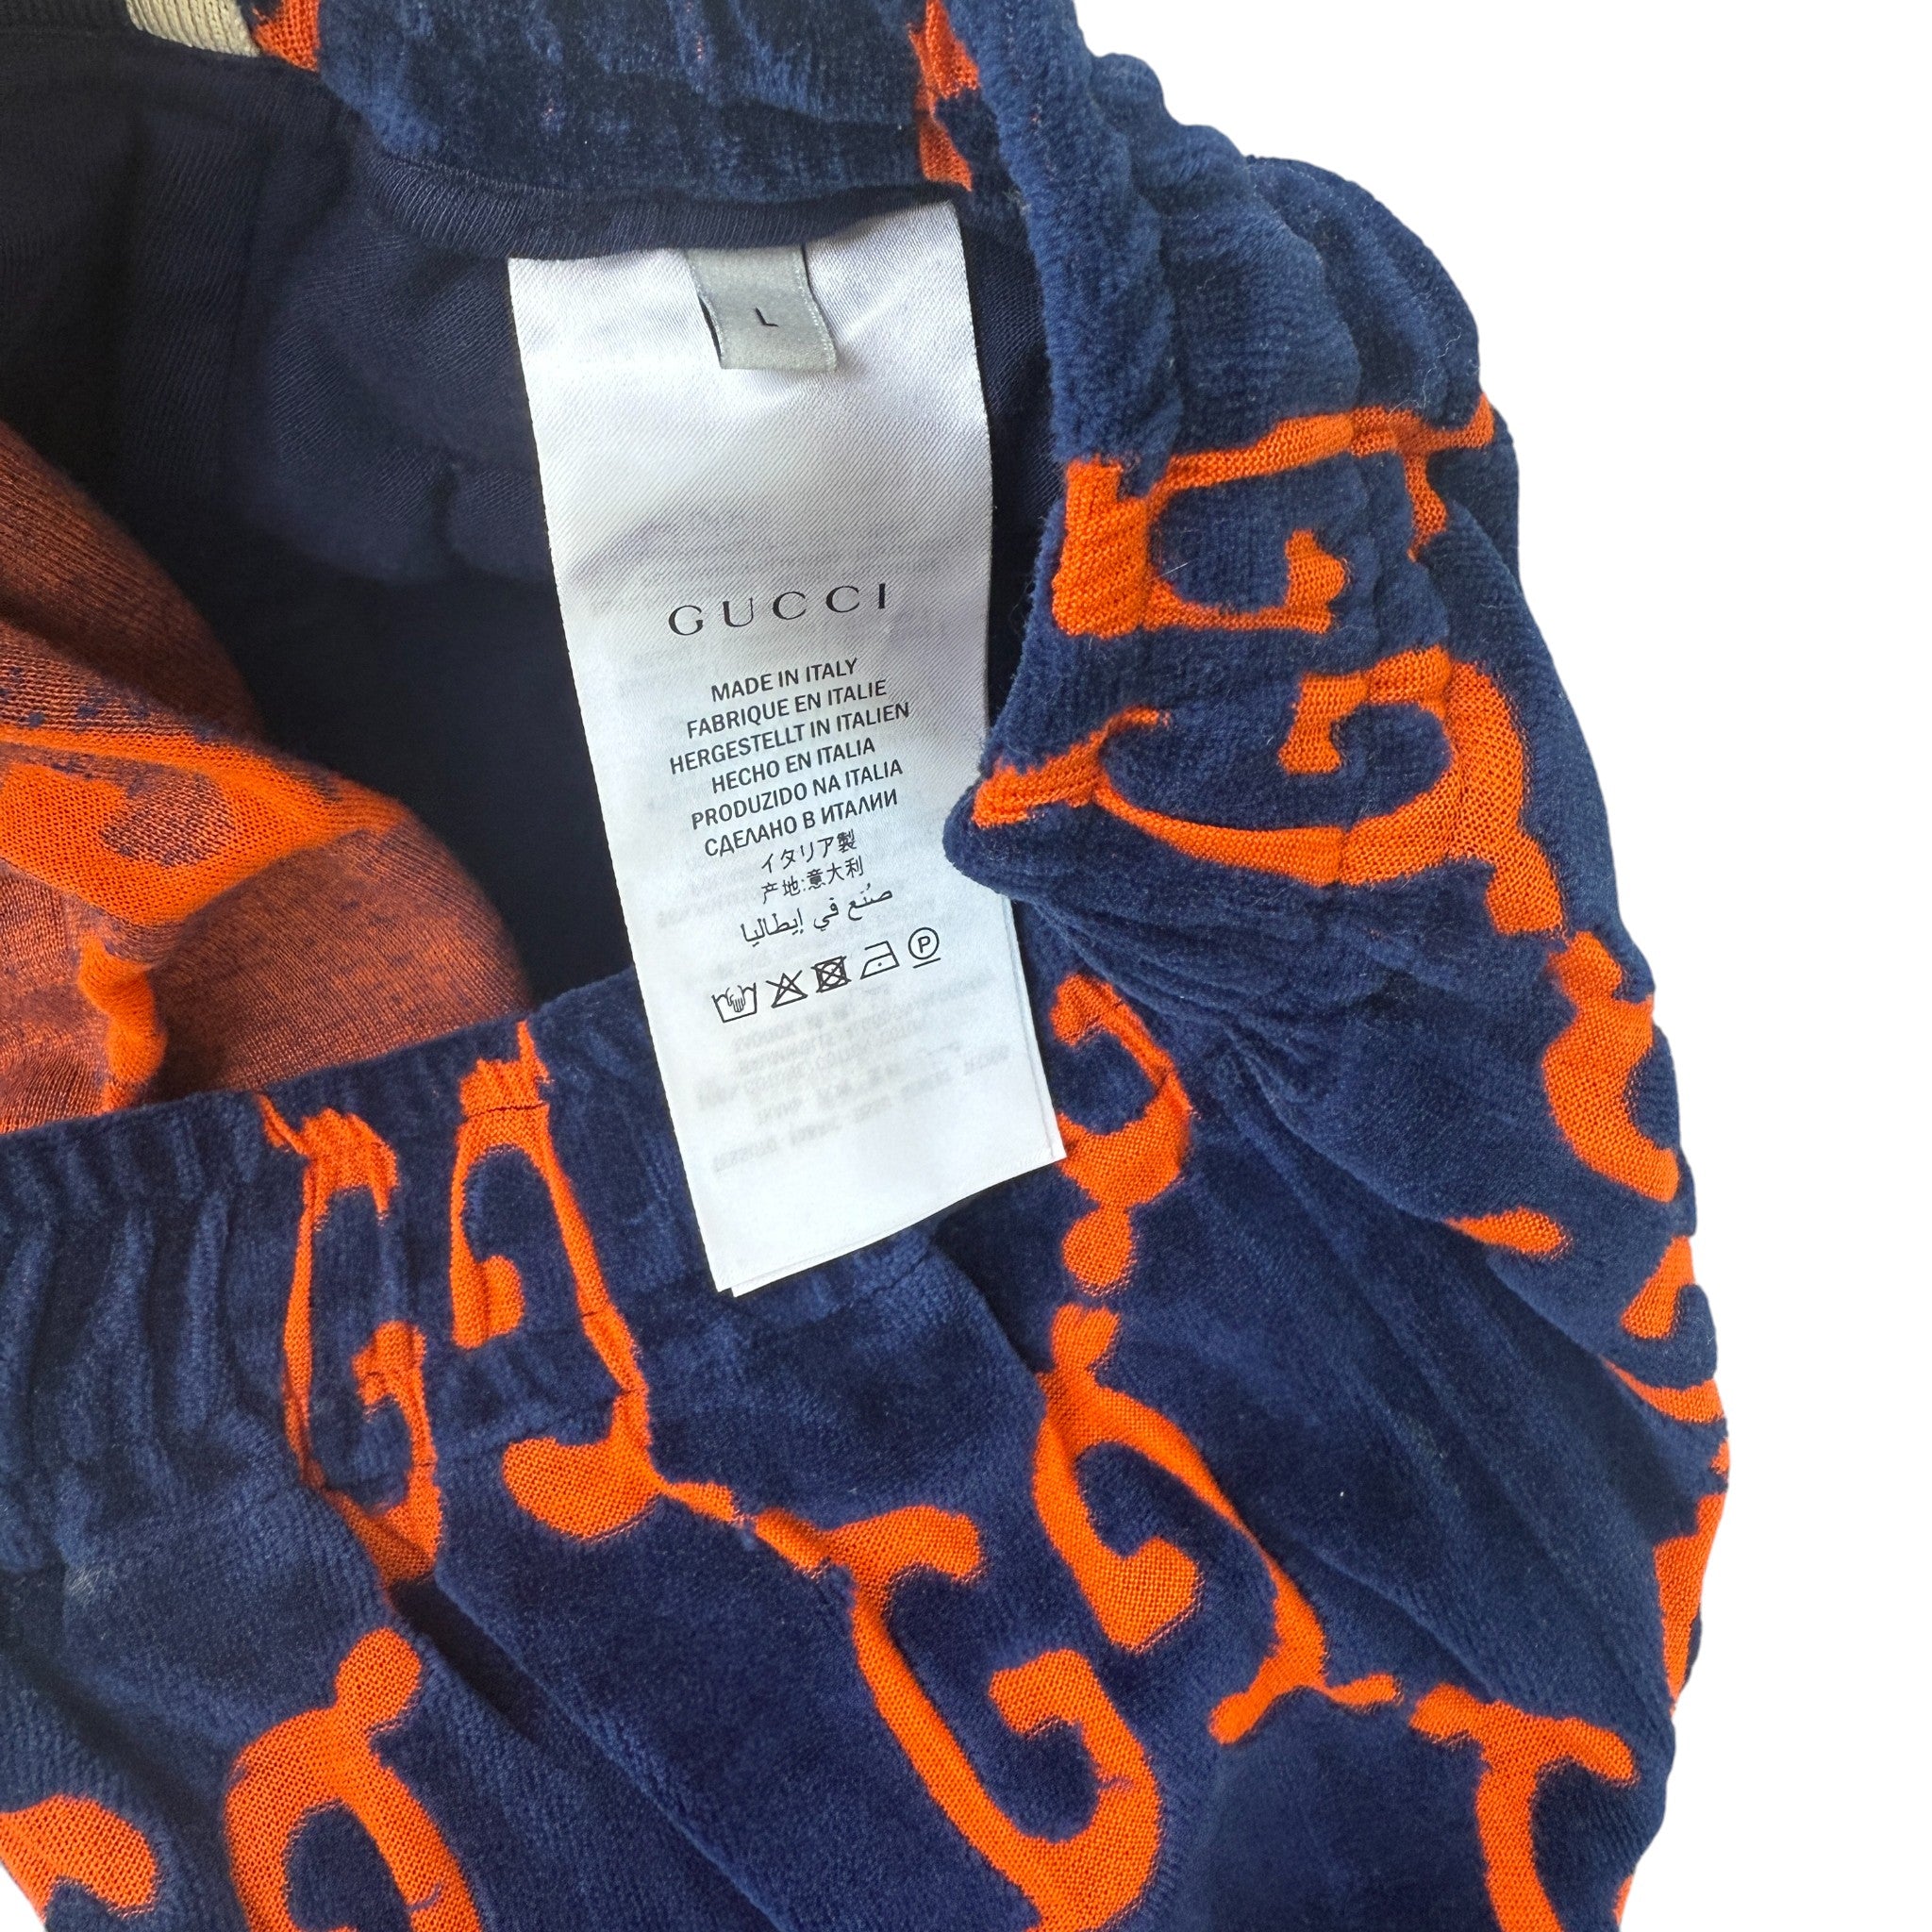 L
GUCCI
MADE IN ITALY
FABRIQUE EN ITALIE
HERGESTELLT IN ITALIEN
HECHO EN ITALIA
PRODUZIDO NA ITALIA
СДЕЛАНО В ИТАЛИИ
イタリア製
产地:意大利
صُنّع في إيطاليا
P